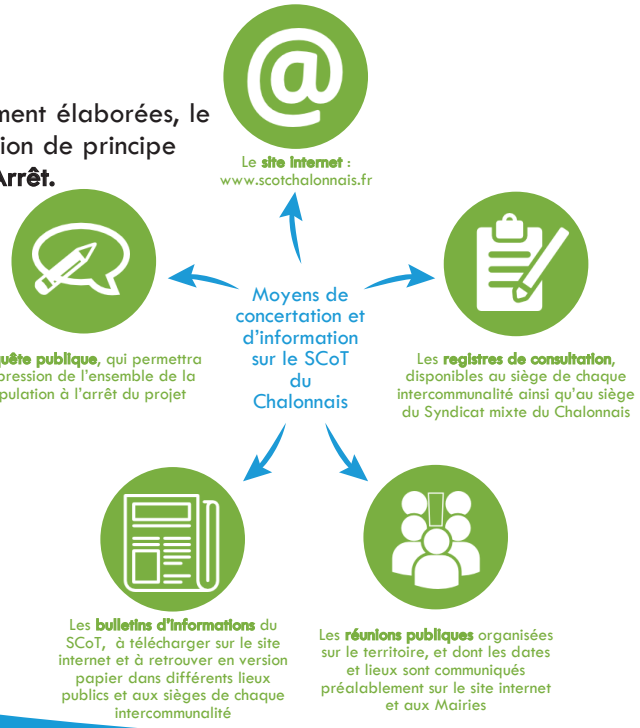 ment élaborées, le
ion de principe
Arrêt.
@
Le site internet :
www.scotchalonnais.fr
Moyens de
concertation et
d'information
sur le SCoT
du
Chalonnais
quête publique, qui permettra
pression de l'ensemble de la
pulation à l'arrêt du projet
Les registres de consultation,
disponibles au siège de chaque
intercommunalité ainsi qu'au siège
du Syndicat mixte du Chalonnais
Les bulletins d'informations du
SCoT, à télécharger sur le site
internet et à retrouver en version
papier dans différents lieux
publics et aux sièges de chaque
intercommunalité
Les réunions publiques organisées
sur le territoire, et dont les dates
et lieux sont communiqués
préalablement sur le site internet
et aux Mairies